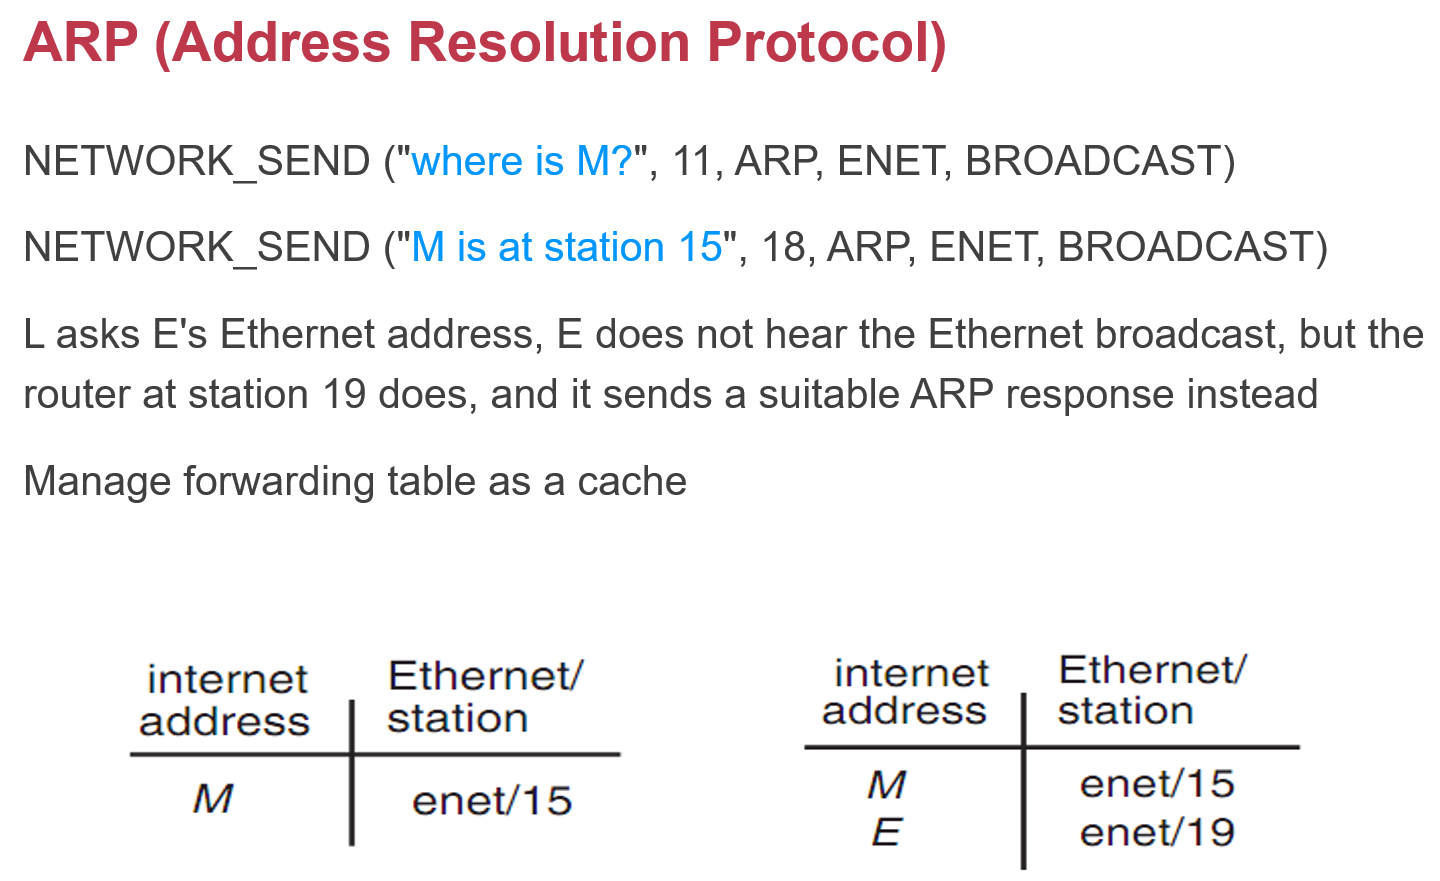 ARP (Address Resolution Protocol)
NETWORK_SEND ("where is M?", 11, ARP, ENET, BROADCAST)
NETWORK_SEND ("M is at station 15", 18, ARP, ENET, BROADCAST)
L asks E's Ethernet address, E does not hear the Ethernet broadcast, but the
router at station 19 does, and it sends a suitable ARP response instead
Manage forwarding table as a cache
internet address Ethernet/ station
M enet/15
internet address Ethernet/ station
M enet/15
E enet/19